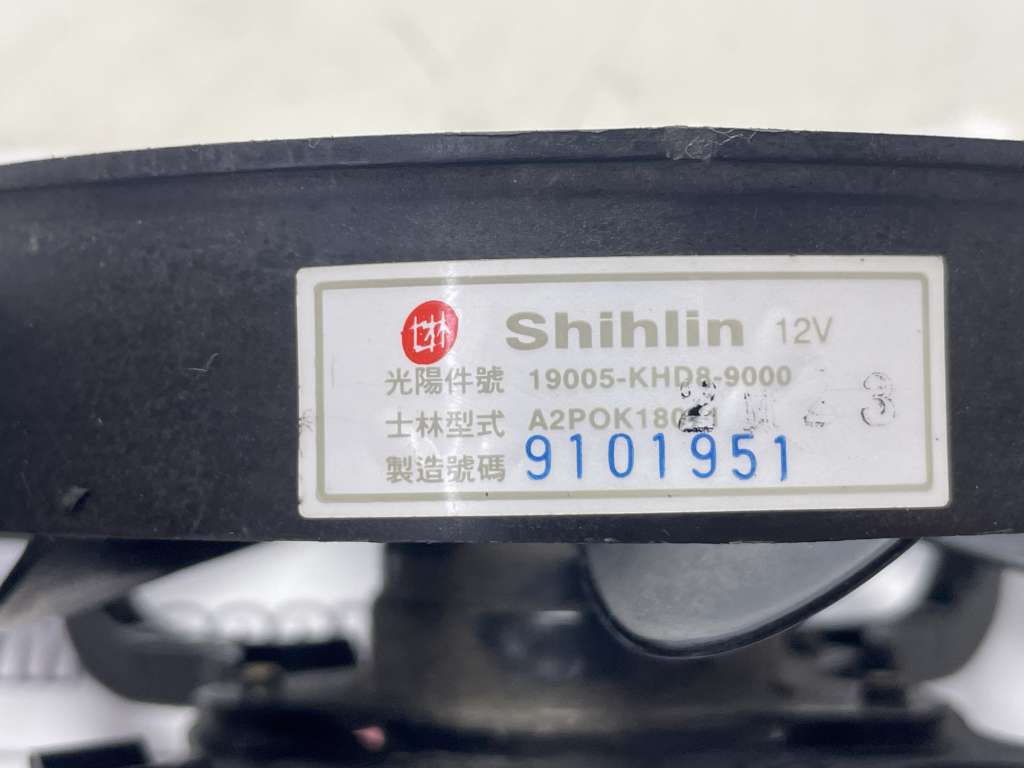 士林 Shihlin 12V
光陽件號 19005-KHD8-9000
士林型式
製造號碼 9101951